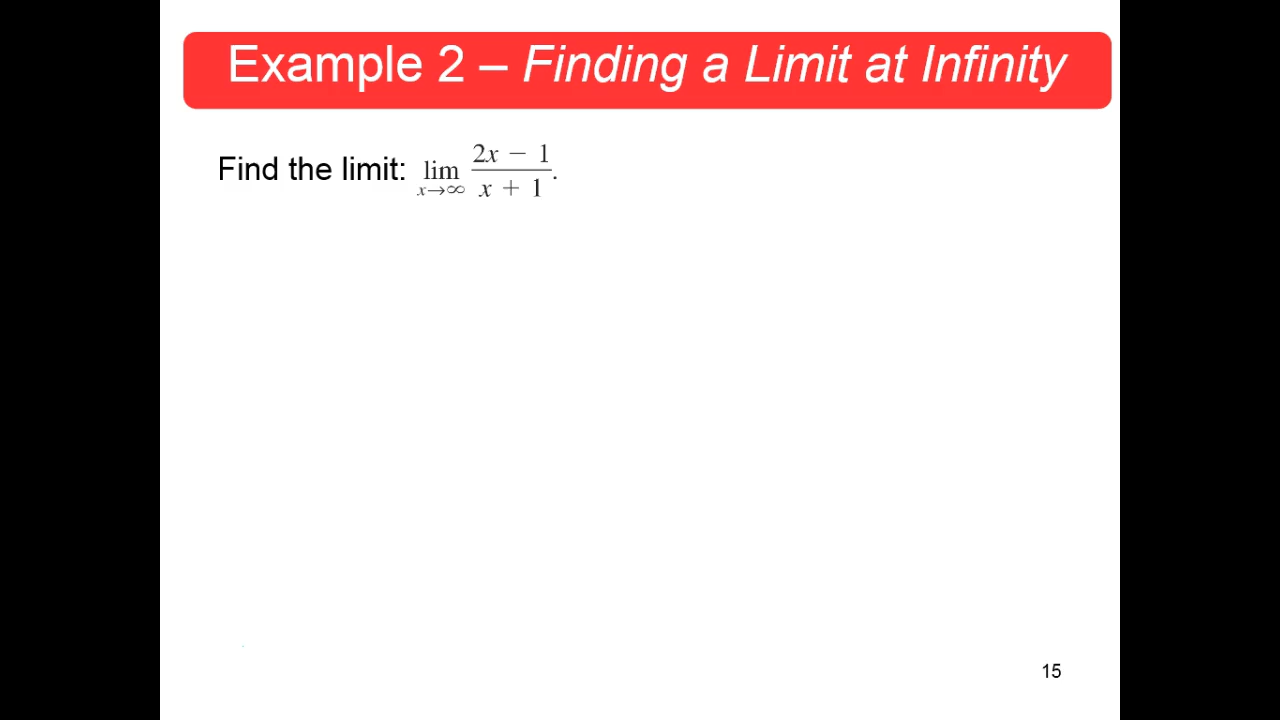 Example 2 – Finding a Limit at Infinity
Find the limit: lim x→∞ 2x − 1 / x + 1.
15